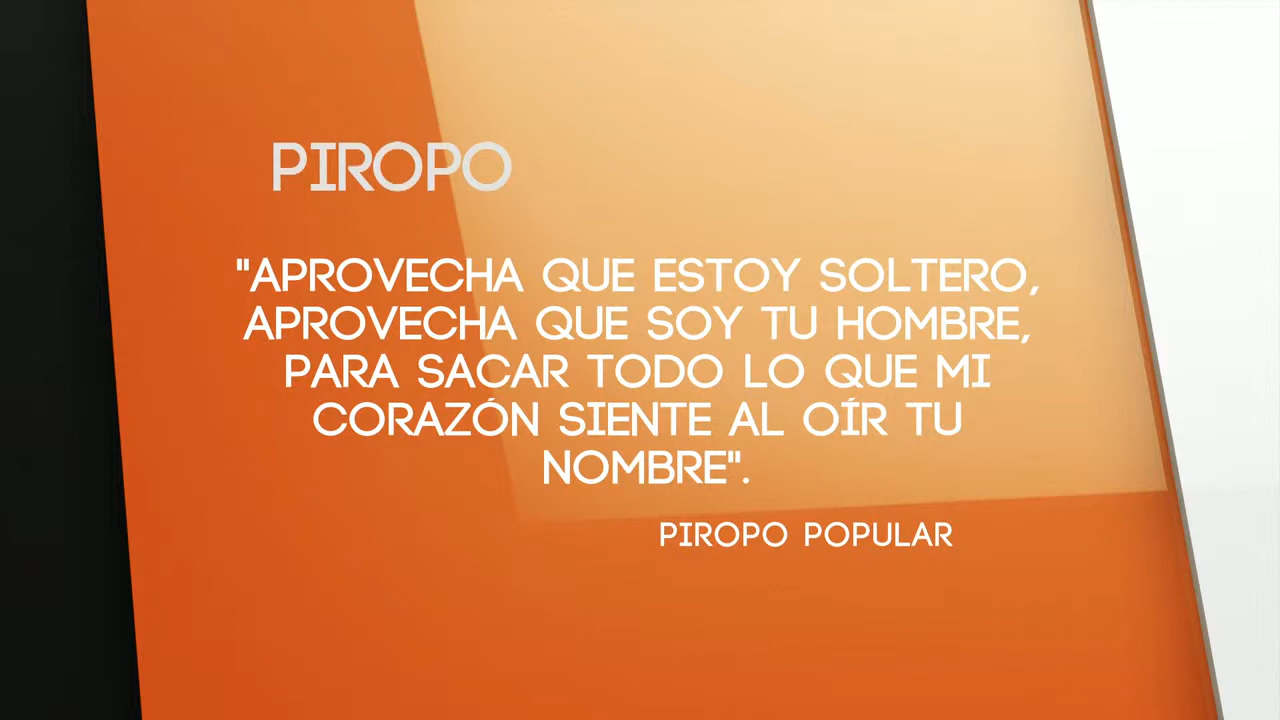 PIROPO
"APROVECHA QUE ESTOY SOLTERO,
APROVECHA QUE SOY TU HOMBRE,
PARA SACAR TODO LO QUE MI
CORAZÓN SIENTE AL OÍR TU
NOMBRE".
PIROPO POPULAR